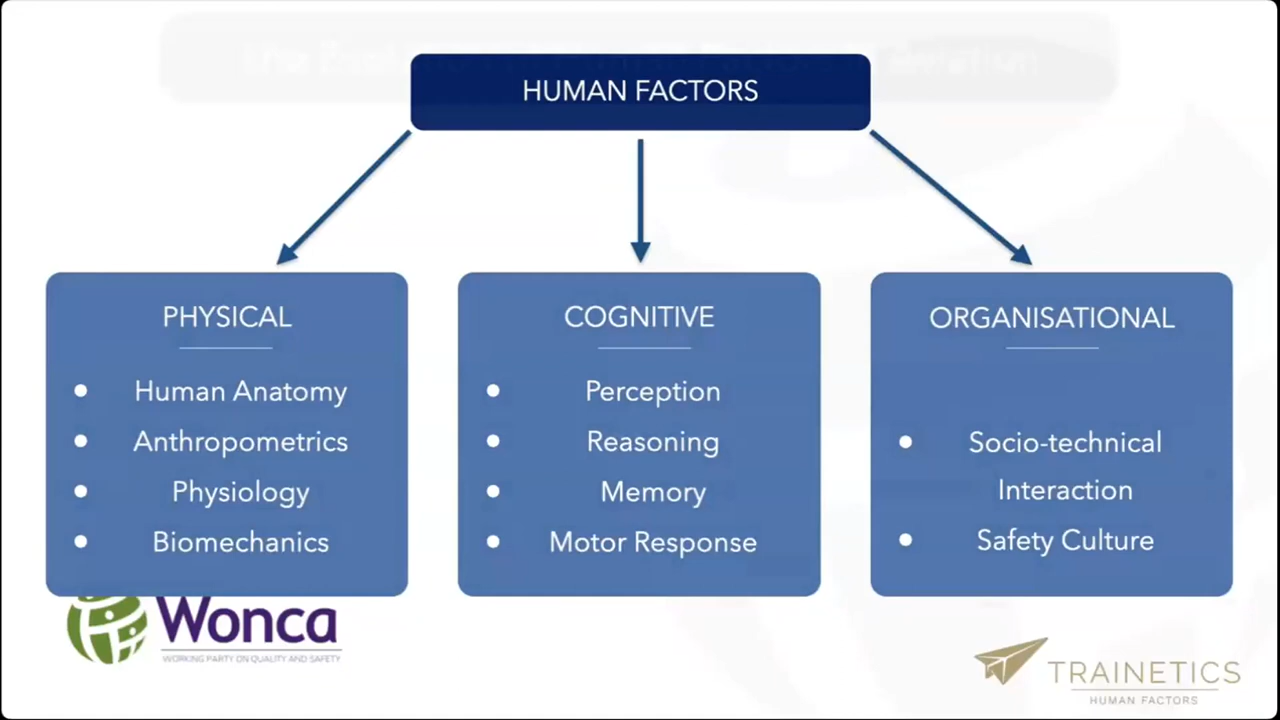 HUMAN FACTORS
PHYSICAL
• Human Anatomy
• Anthropometrics
• Physiology
• Biomechanics
COGNITIVE
• Perception
• Reasoning
• Memory
• Motor Response
ORGANISATIONAL
• Socio-technical
Interaction
• Safety Culture
Wonca
WORKING PARTY ON QUALITY AND SAFETY
TRAINETICS
HUMAN FACTORS